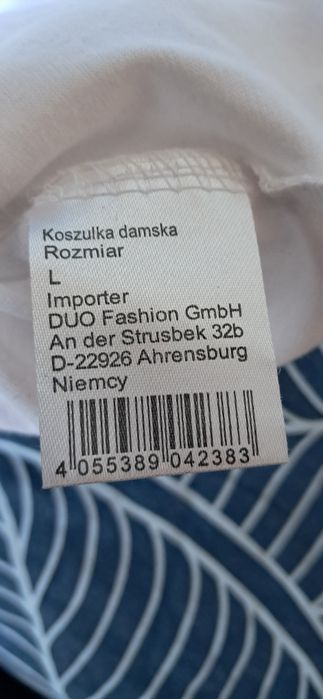 Koszulka damska
Rozmiar
L
Importer
DUO Fashion GmbH
An der Strusbek 32b
D-22926 Ahrensburg
Niemcy
4 055389 042383